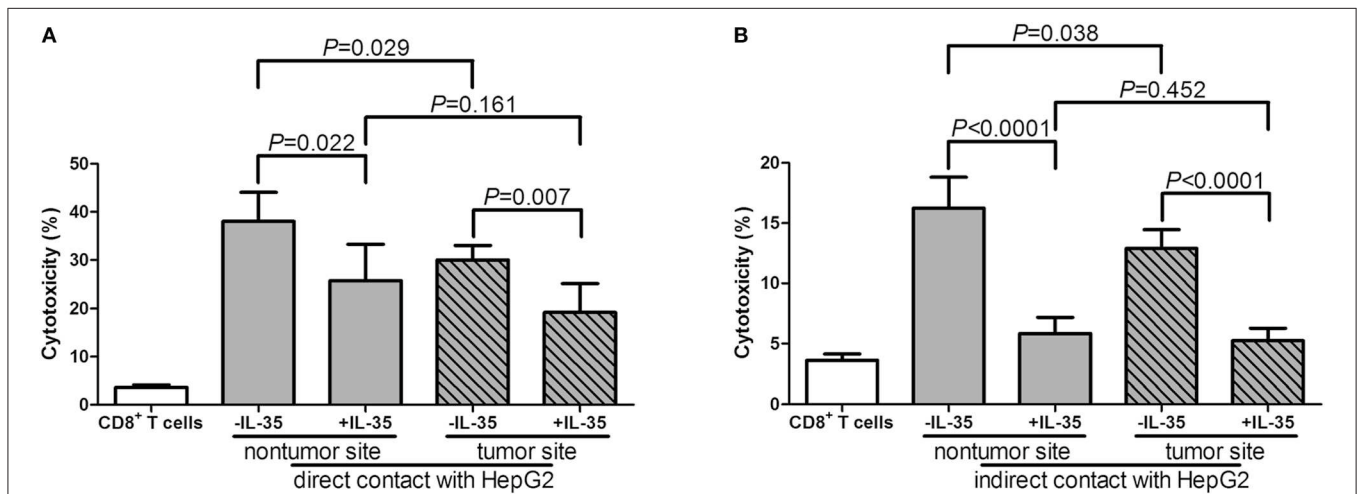 A
P=0.029
P=0.161
P=0.022
P=0.007
50
40
30
20
10
0
Cytotoxicity (%)
CD8+ T cells
-IL-35
+IL-35
-IL-35
+IL-35
nontumor site
tumor site
direct contact with HepG2
B
P=0.038
P=0.452
P<0.0001
P<0.0001
20
15
10
5
0
Cytotoxicity (%)
CD8+ T cells
-IL-35
+IL-35
-IL-35
+IL-35
nontumor site
tumor site
indirect contact with HepG2